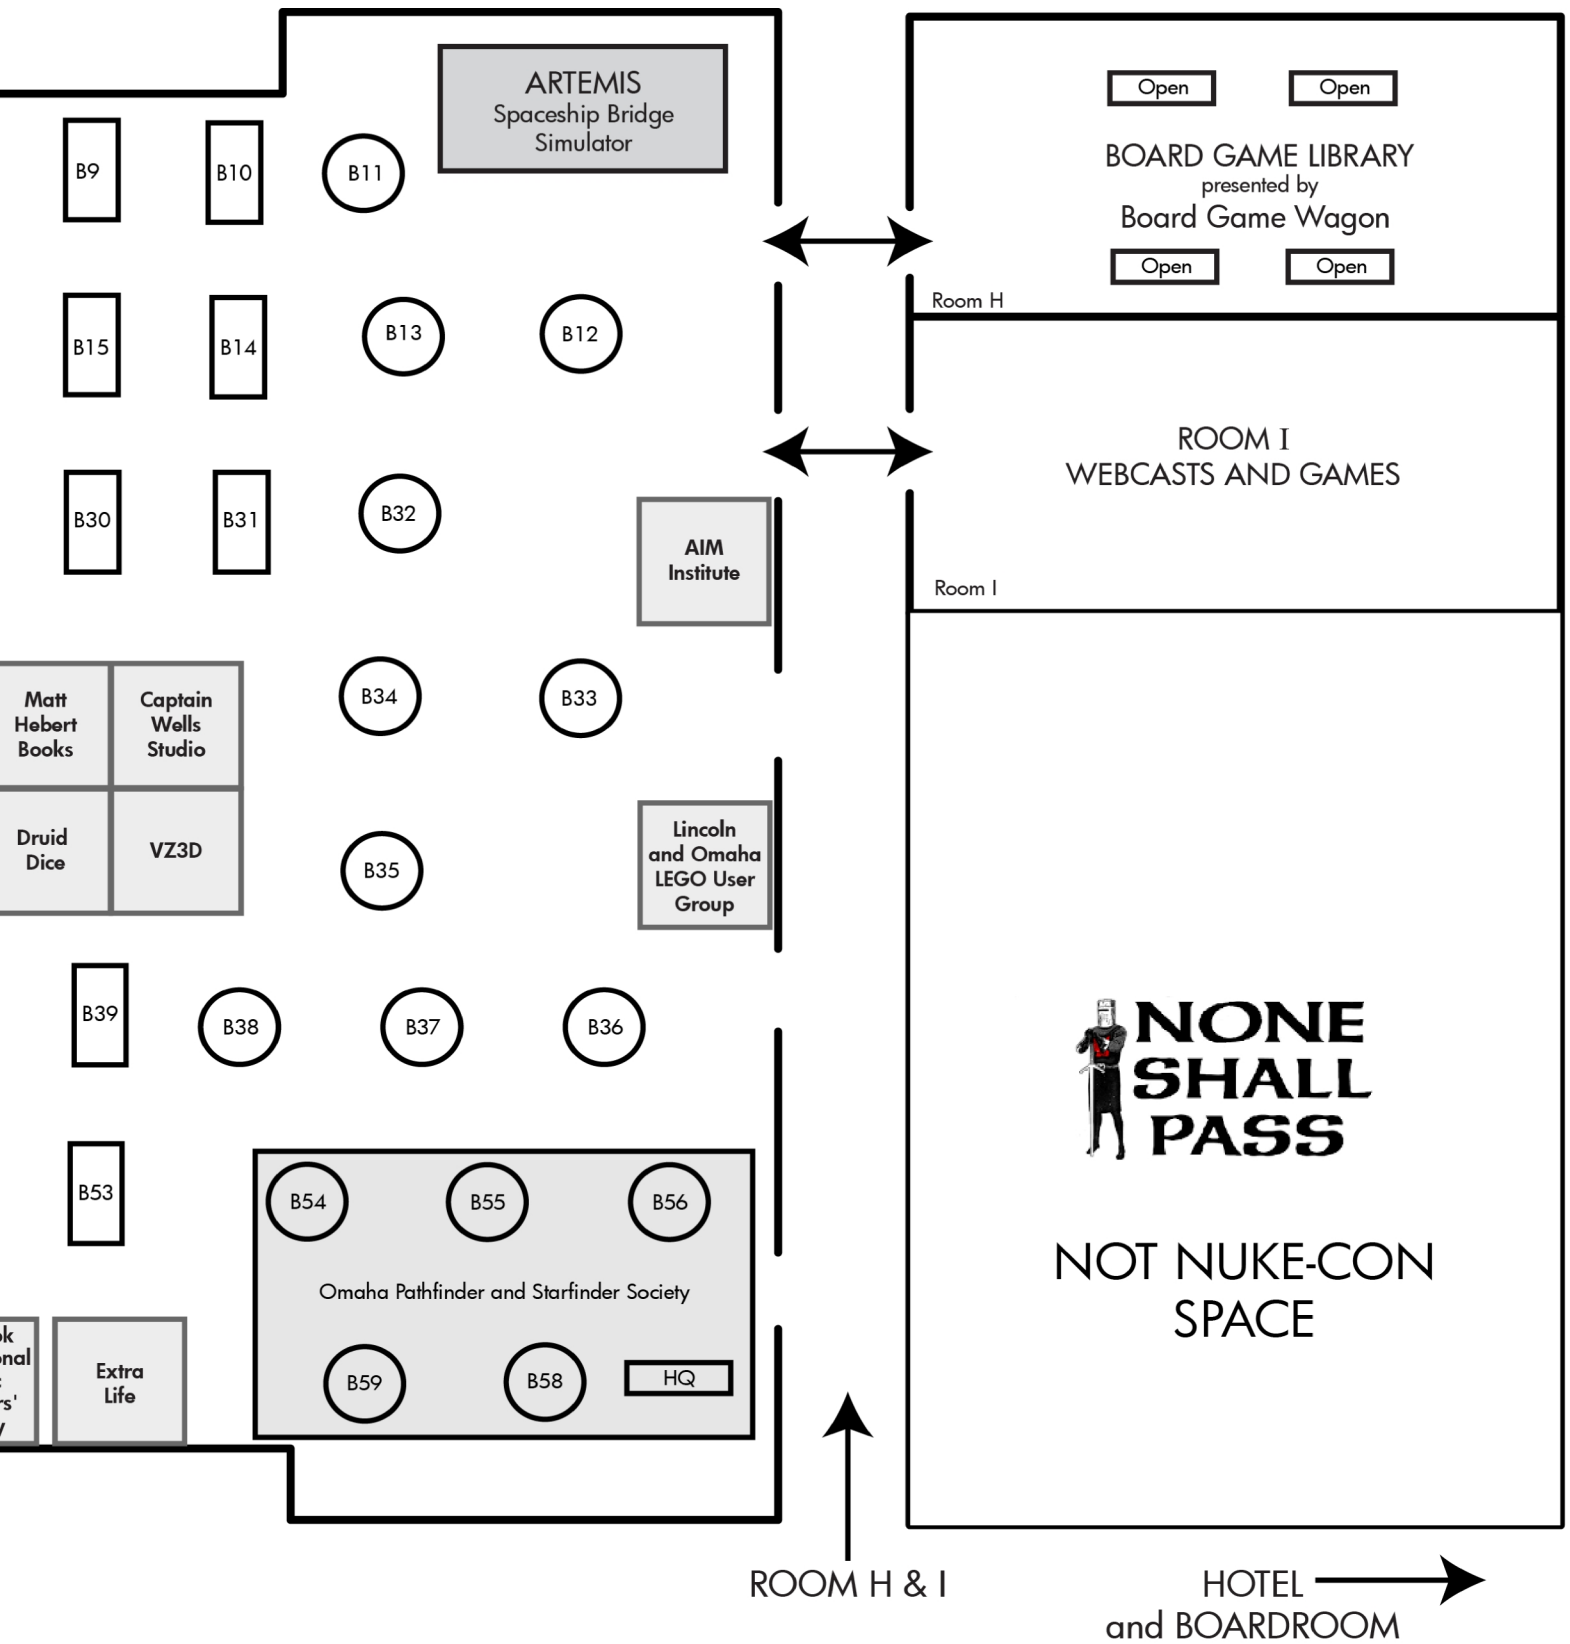 ARTEMIS
Spaceship Bridge
Simulator
B9
B10
B11
Open
Open
BOARD GAME LIBRARY
presented by
Board Game Wagon
Open
Open
Room H
B15
B14
B13
B12
ROOM I
WEBCASTS AND GAMES
Room I
B30
B31
B32
AIM
Institute
Matt
Hebert
Books
Captain
Wells
Studio
B34
B33
Druid
Dice
VZ3D
B35
Lincoln
and Omaha
LEGO User
Group
B39
B38
B37
B36
NONE
SHALL
PASS
B53
B54
B55
B56
Omaha Pathfinder and Starfinder Society
NOT NUKE-CON
SPACE
Extra
Life
B59
B58
HQ
ROOM H & I
HOTEL
and BOARDROOM